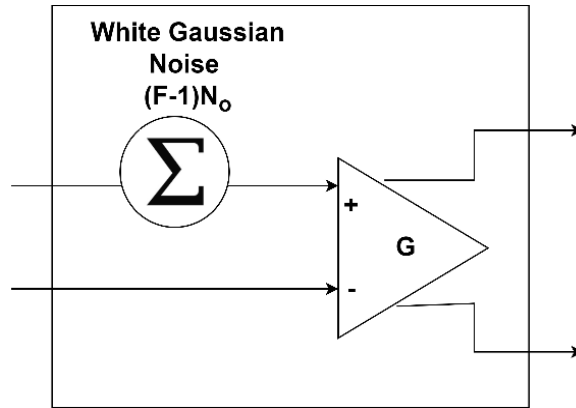 White Gaussian
Noise
(F-1)Nₒ
Σ
+
G
-